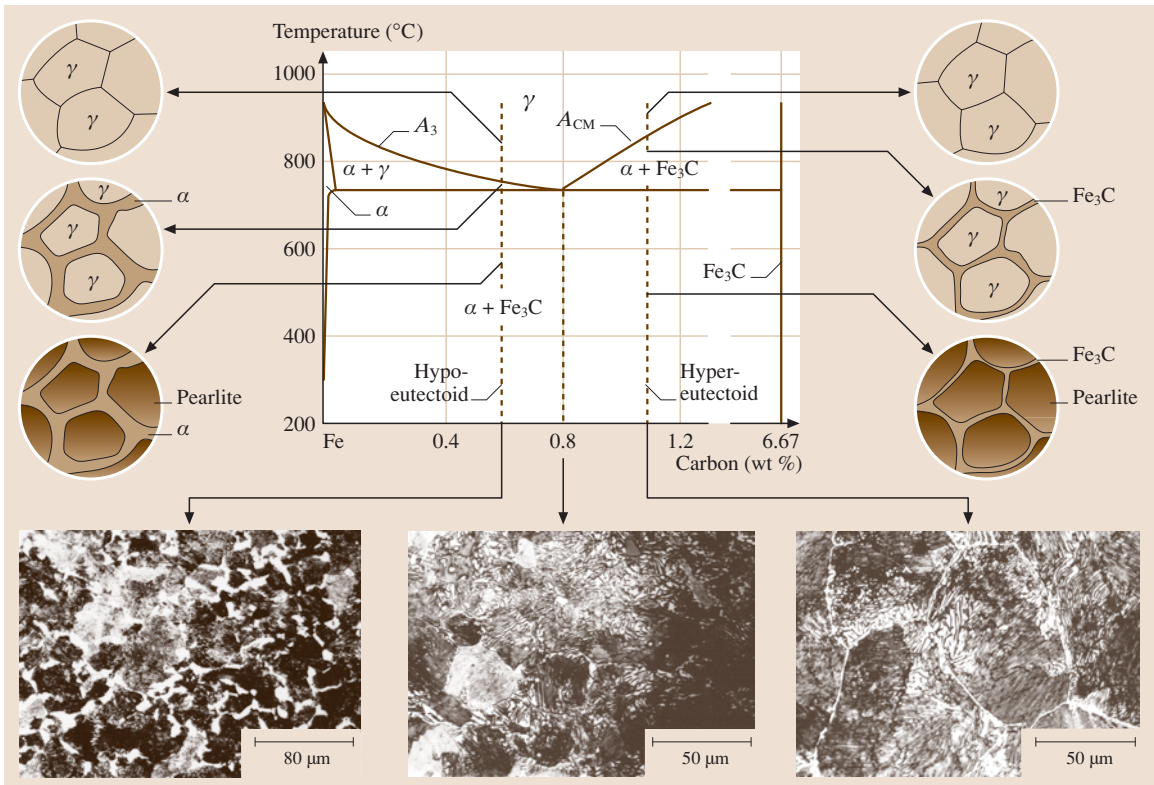 Temperature (°C)
1000
800
600
400
200
Fe
0.4
0.8
1.2
6.67
Carbon (wt %)
γ
A₃
A_CM
α + γ
α + Fe₃C
α
Fe₃C
α + Fe₃C
Hypo-
eutectoid
Hyper-
eutectoid
γ
γ
γ
α
γ
γ
Pearlite
α
γ
γ
γ
Fe₃C
γ
γ
Fe₃C
Pearlite
80 µm
50 µm
50 µm